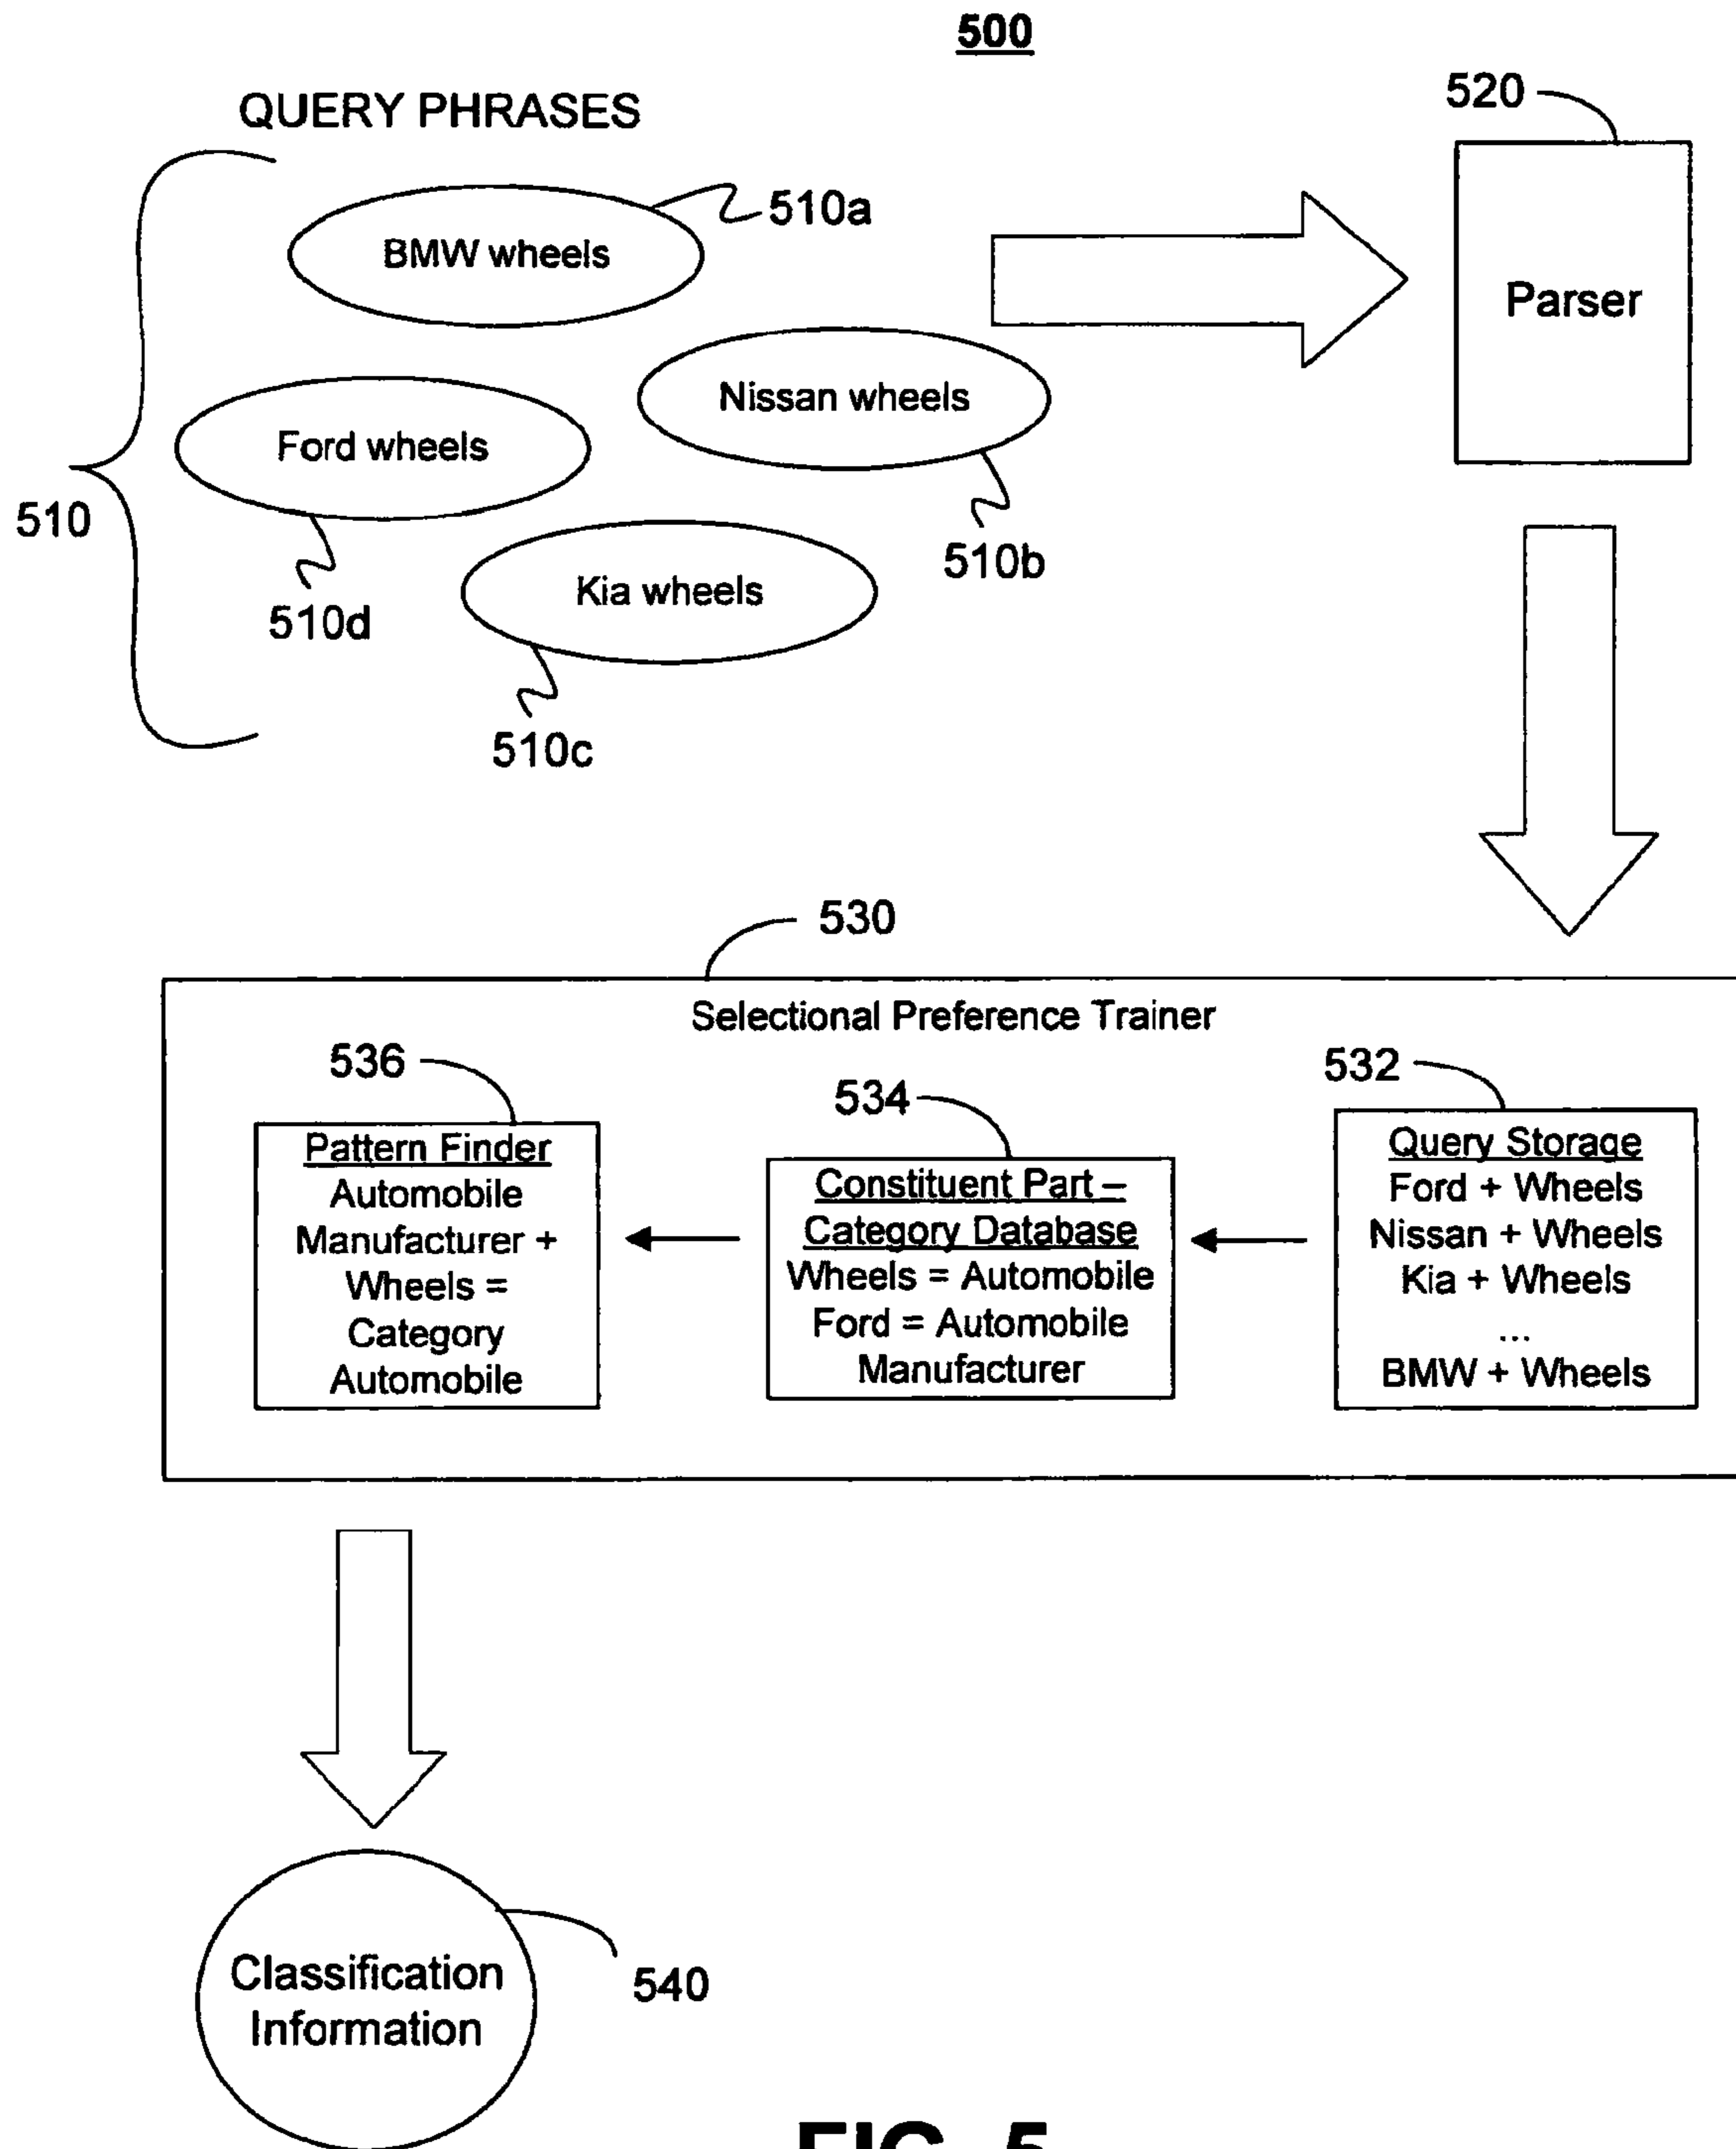 500
QUERY PHRASES
520
510a
BMW wheels
Parser
Nissan wheels
Ford wheels
510
510b
Kia wheels
510d
510c
530
Selectional Preference Trainer
536
534
532
Pattern Finder
Automobile
Manufacturer +
Wheels =
Category
Automobile
Constituent Part –
Category Database
Wheels = Automobile
Ford = Automobile
Manufacturer
Query Storage
Ford + Wheels
Nissan + Wheels
Kia + Wheels
...
BMW + Wheels
Classification
Information
540
FIG. 5